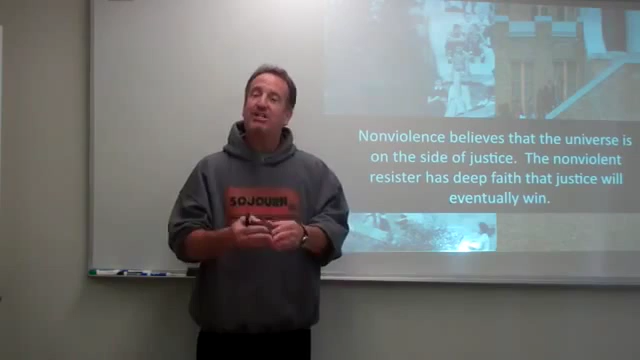 Nonviolence believes that the universe is
on the side of justice. The nonviolent
resister has deep faith that justice will
eventually win.
SOJOURN